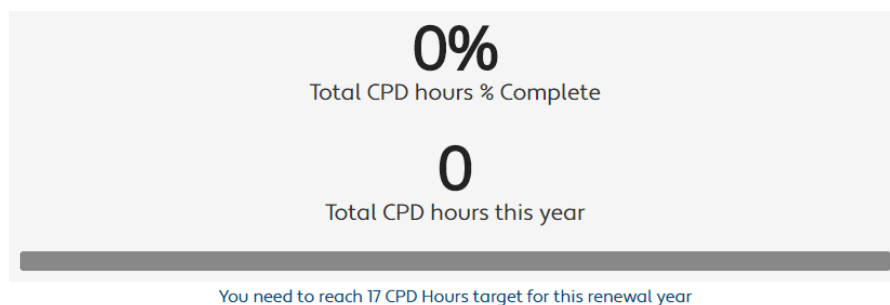 0%
Total CPD hours % Complete
0
Total CPD hours this year
You need to reach 17 CPD Hours target for this renewal year